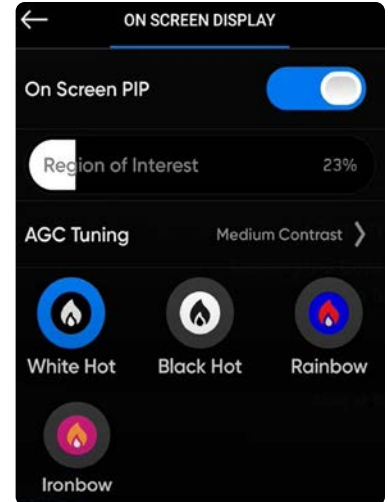 ON SCREEN DISPLAY
On Screen PIP
Region of Interest 23%
AGC Tuning Medium Contrast
White Hot Black Hot Rainbow
Ironbow